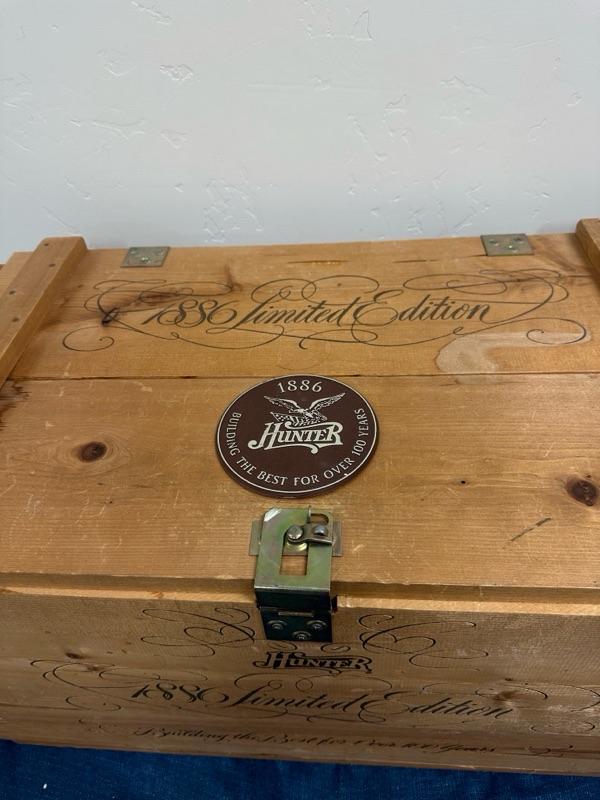 1886 Limited Edition
1886
HUNTER
BUILDING THE BEST FOR OVER 100 YEARS
HUNTER
1886 Limited Edition
Building the Best for Over 100 Years